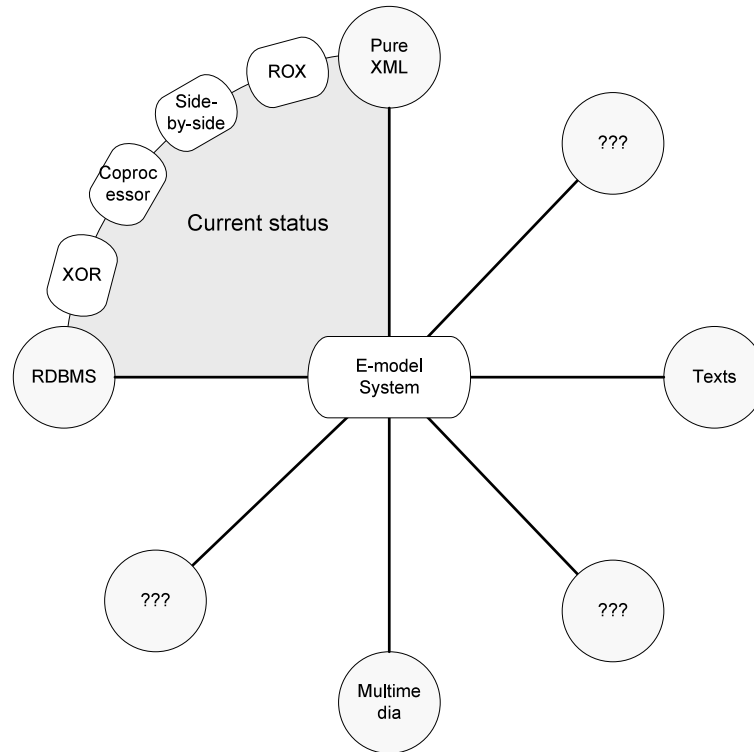 Pure
XML
ROX
Side-
by-side
???
Coproc
essor
Current status
XOR
RDBMS
E-model
System
Texts
???
???
Multime
dia